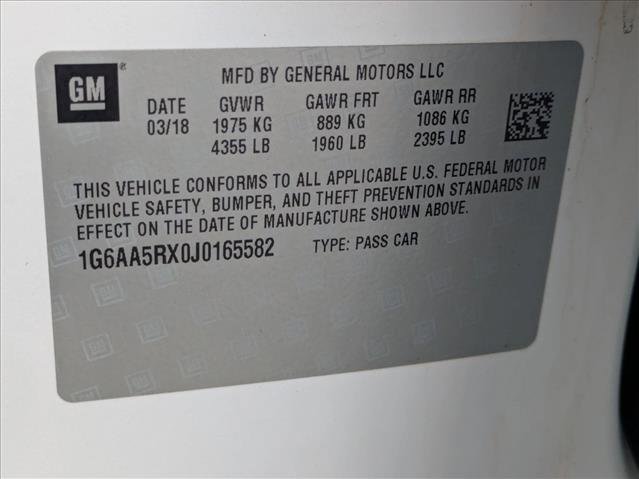 GM
MFD BY GENERAL MOTORS LLC
DATE GVWR GAWR FRT GAWR RR
03/18 1975 KG 889 KG 1086 KG
4355 LB 1960 LB 2395 LB
THIS VEHICLE CONFORMS TO ALL APPLICABLE U.S. FEDERAL MOTOR
VEHICLE SAFETY, BUMPER, AND THEFT PREVENTION STANDARDS IN
EFFECT ON THE DATE OF MANUFACTURE SHOWN ABOVE.
1G6AA5RX0J0165582 TYPE: PASS CAR